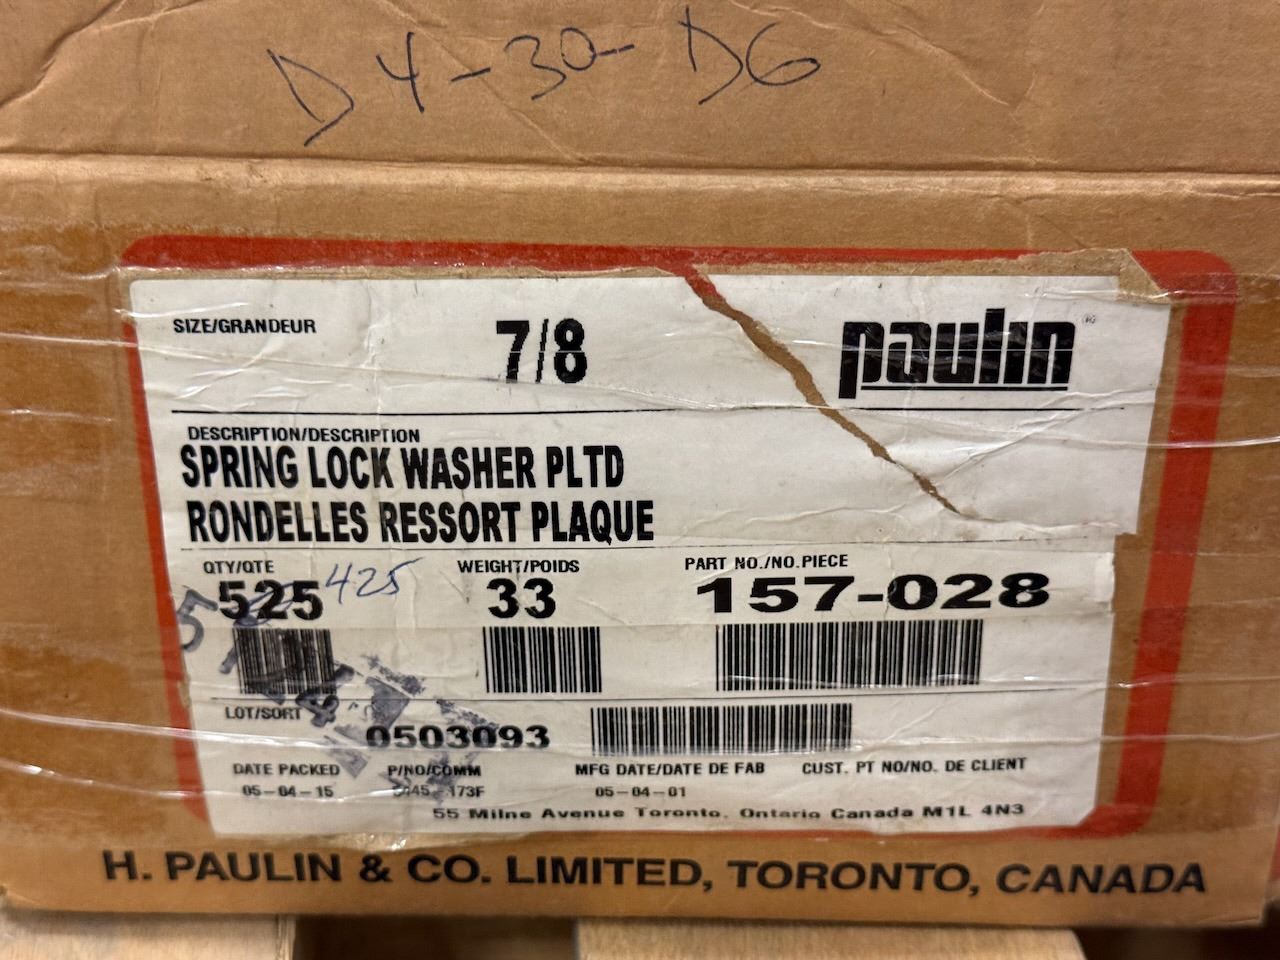 D4-30-D6
SIZE/GRANDEUR 7/8 paulin ®
DESCRIPTION/DESCRIPTION
SPRING LOCK WASHER PLTD
RONDELLES RESSORT PLAQUE
QTY/QTE WEIGHT/POIDS PART NO./NO.PIECE
525 425 33 157-028
LOT/SORT
0503093
DATE PACKED P/NO/COMM MFG DATE/DATE DE FAB CUST. PT NO/NO. DE CLIENT
05-04-15 173F 05-04-01
55 Milne Avenue Toronto, Ontario Canada M1L 4N3
H. PAULIN & CO. LIMITED, TORONTO, CANADA